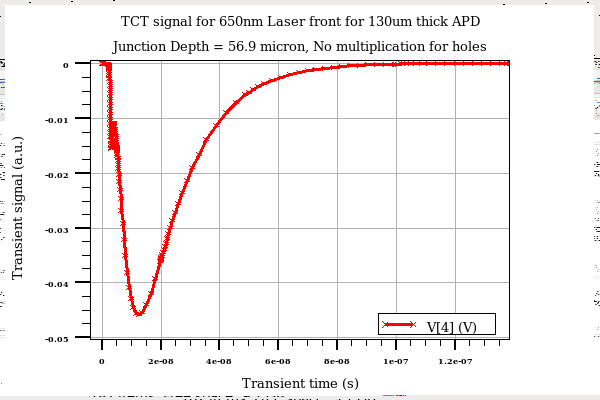 TCT signal for 650nm Laser front for 130um thick APD
Junction Depth = 56.9 micron, No multiplication for holes
0
-0.01
-0.02
-0.03
-0.04
-0.05
Transient signal (a.u.)
V[4] (V)
0 2e-08 4e-08 6e-08 8e-08 1e-07 1.2e-07
Transient time (s)